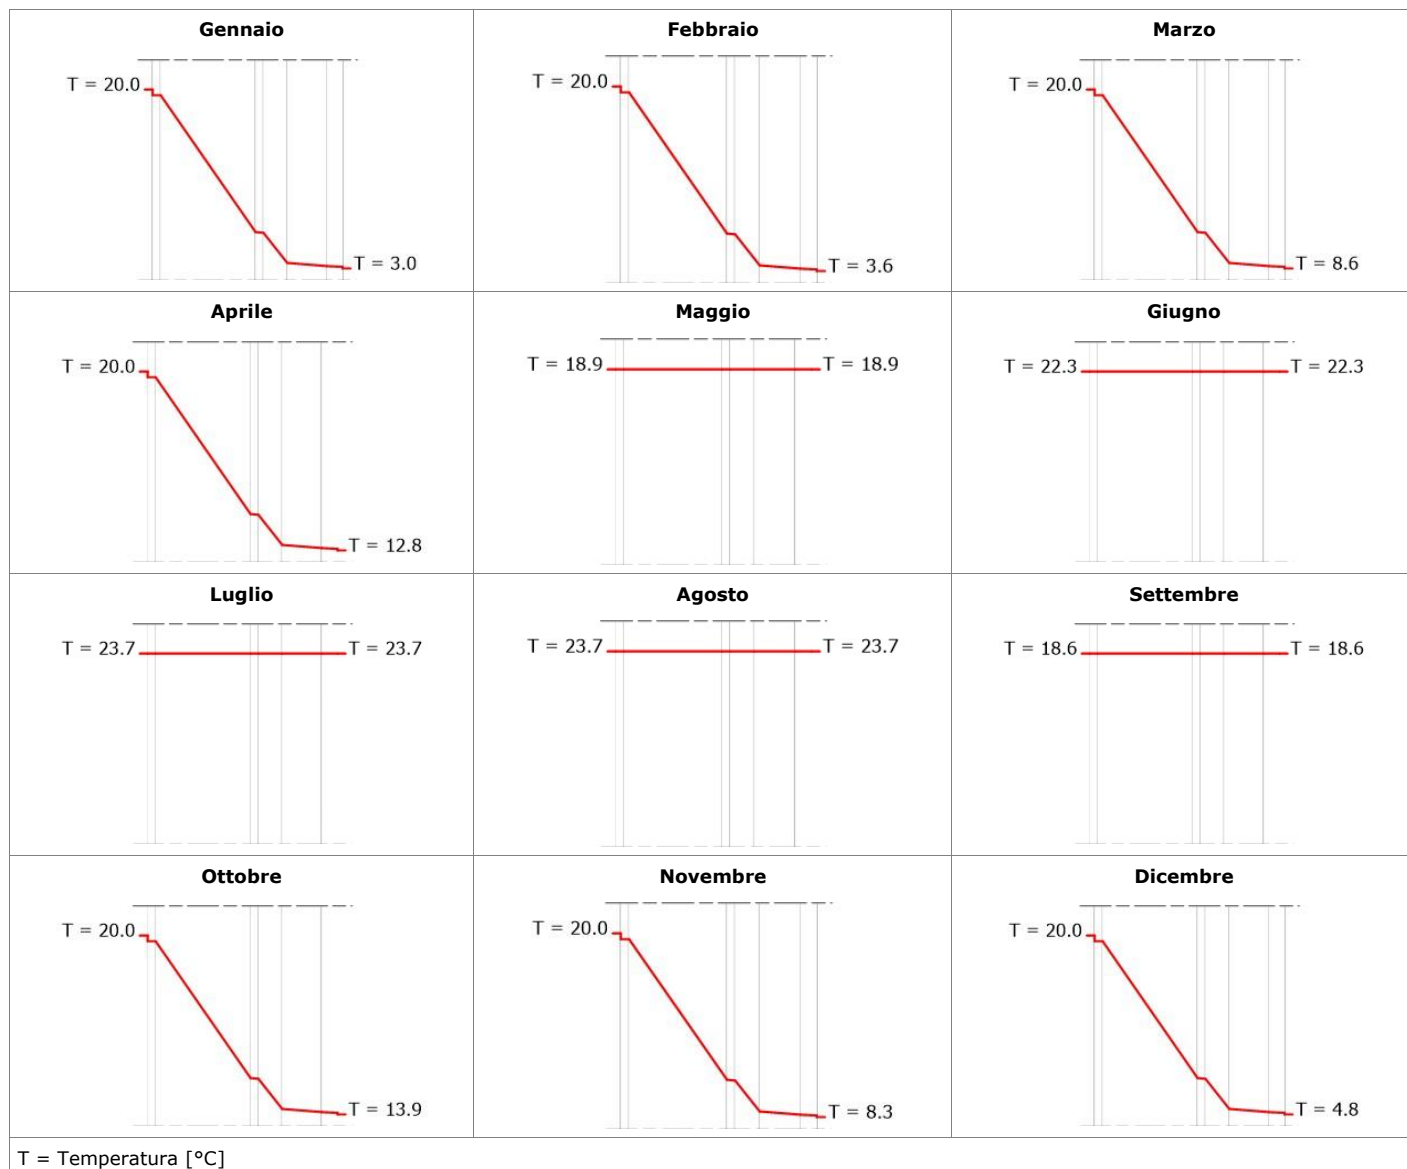 Gennaio
T = 20.0
T = 3.0
Febbraio
T = 20.0
T = 3.6
Marzo
T = 20.0
T = 8.6
Aprile
T = 20.0
T = 12.8
Maggio
T = 18.9
T = 18.9
Giugno
T = 22.3
T = 22.3
Luglio
T = 23.7
T = 23.7
Agosto
T = 23.7
T = 23.7
Settembre
T = 18.6
T = 18.6
Ottobre
T = 20.0
T = 13.9
Novembre
T = 20.0
T = 8.3
Dicembre
T = 20.0
T = 4.8
T = Temperatura [°C]